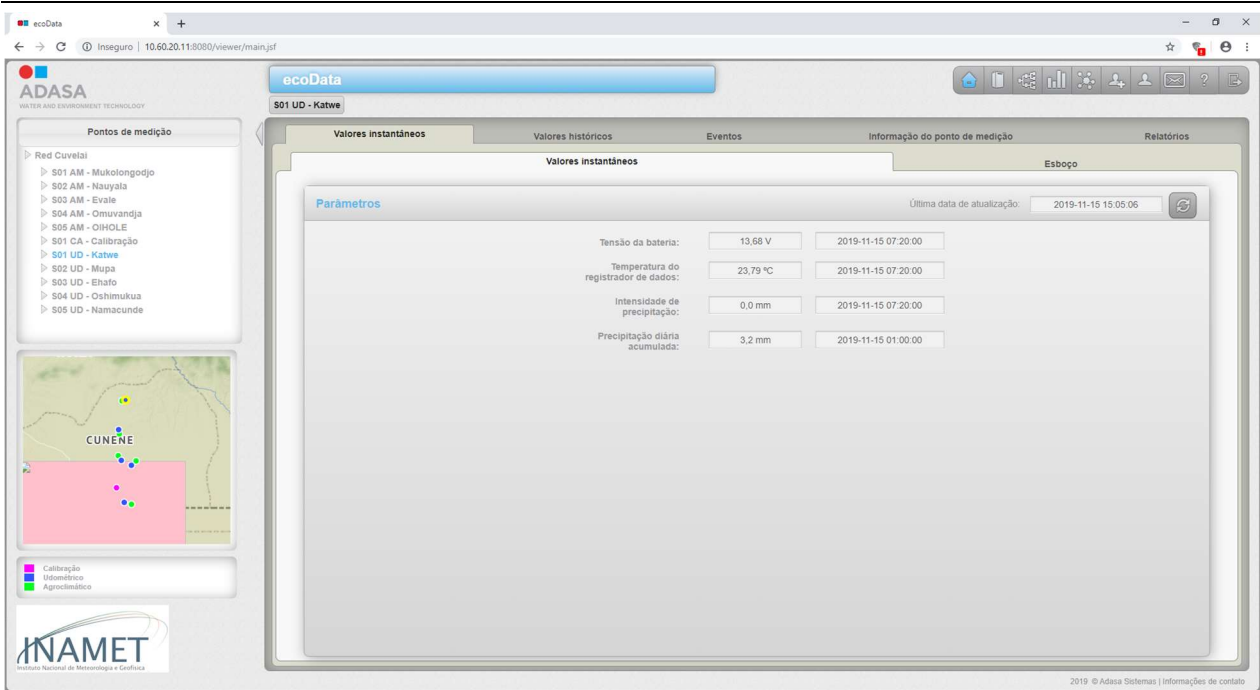 ecoData
Inseguro | 10.60.20.11:8080/viewer/main.jsf
ADASA
WATER AND ENVIRONMENT TECHNOLOGY
ecoData
S01 UD - Katwe
Pontos de medição
Red Cuvelai
S01 AM - Mukolongodjo
S02 AM - Nauyala
S03 AM - Evale
S04 AM - Omuvandja
S05 AM - OIHOLE
S01 CA - Calibração
S01 UD - Katwe
S02 UD - Mupa
S03 UD - Ehafo
S04 UD - Oshimukua
S05 UD - Namacunde
CUNENE
Calibração
Udométrico
Agroclimático
INAMET
Instituto Nacional de Meteorologia e Geofísica
Valores instantâneos Valores históricos Eventos Informação do ponto de medição Relatórios
Valores instantâneos Esboço
Parâmetros Última data de atualização: 2019-11-15 15:05:06
Tensão da bateria: 13,68 V 2019-11-15 07:20:00
Temperatura do
registrador de dados: 23,79 ºC 2019-11-15 07:20:00
Intensidade de
precipitação: 0,0 mm 2019-11-15 07:20:00
Precipitação diária
acumulada: 3,2 mm 2019-11-15 01:00:00
2019 © Adasa Sistemas | Informações de contato